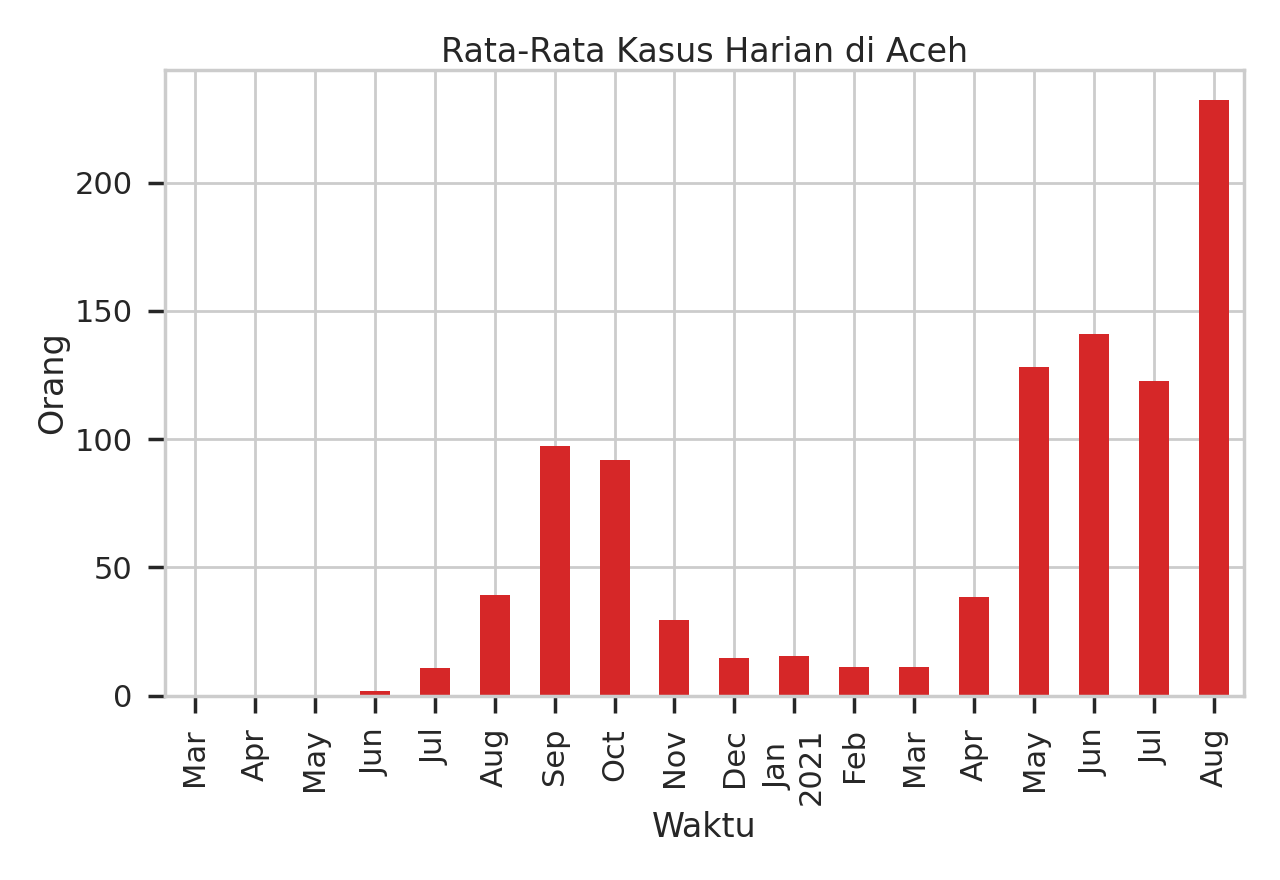 Rata-Rata Kasus Harian di Aceh
Orang
200
150
100
50
0
Mar
Apr
May
Jun
Jul
Aug
Sep
Oct
Nov
Dec
Jan
2021
Feb
Mar
Apr
May
Jun
Jul
Aug
Waktu